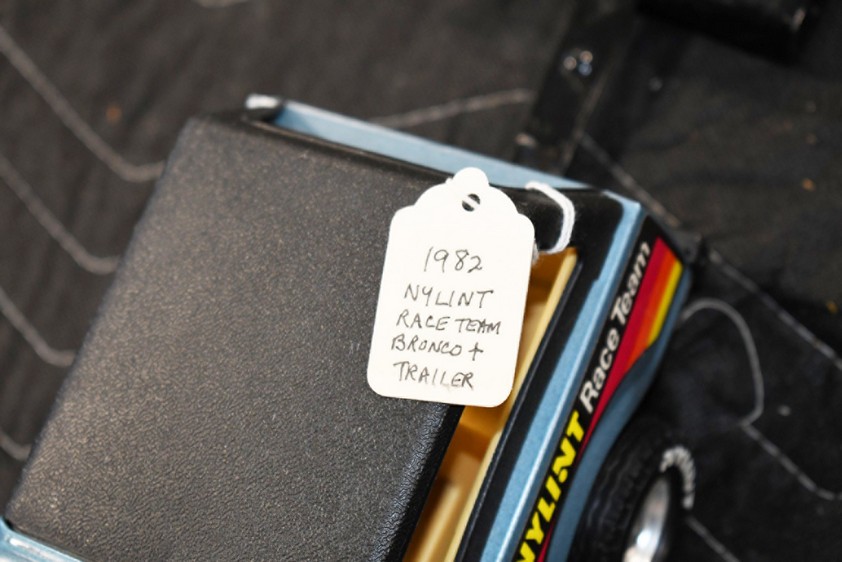 1982
NYLINT
RACE TEAM
BRONCO +
TRAILER
NYLINT Race Team